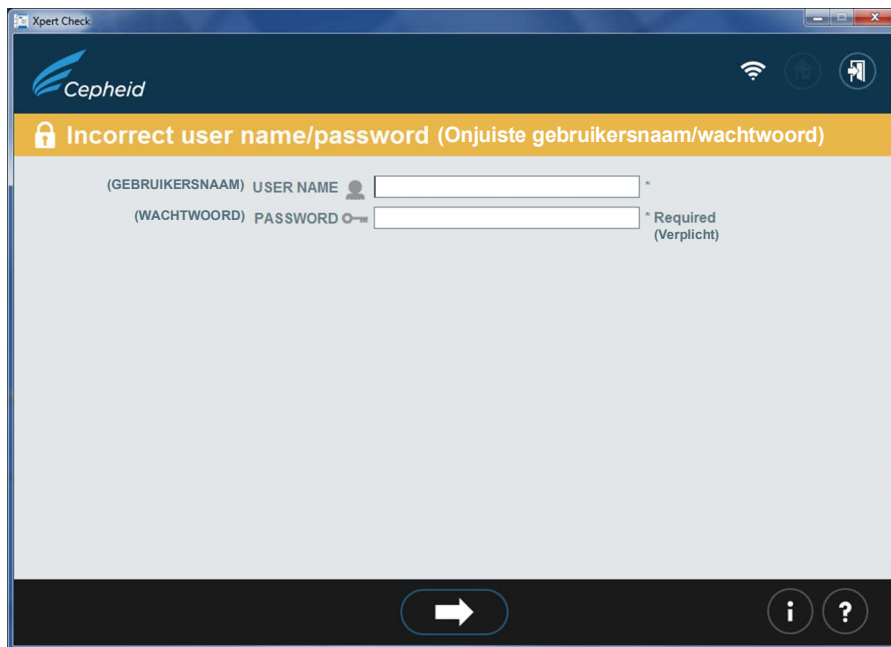 Xpert Check
Cepheid
Incorrect user name/password (Onjuiste gebruikersnaam/wachtwoord)
(GEBRUIKERSNAAM) USER NAME *
(WACHTWOORD) PASSWORD * Required
(Verplicht)
i ?